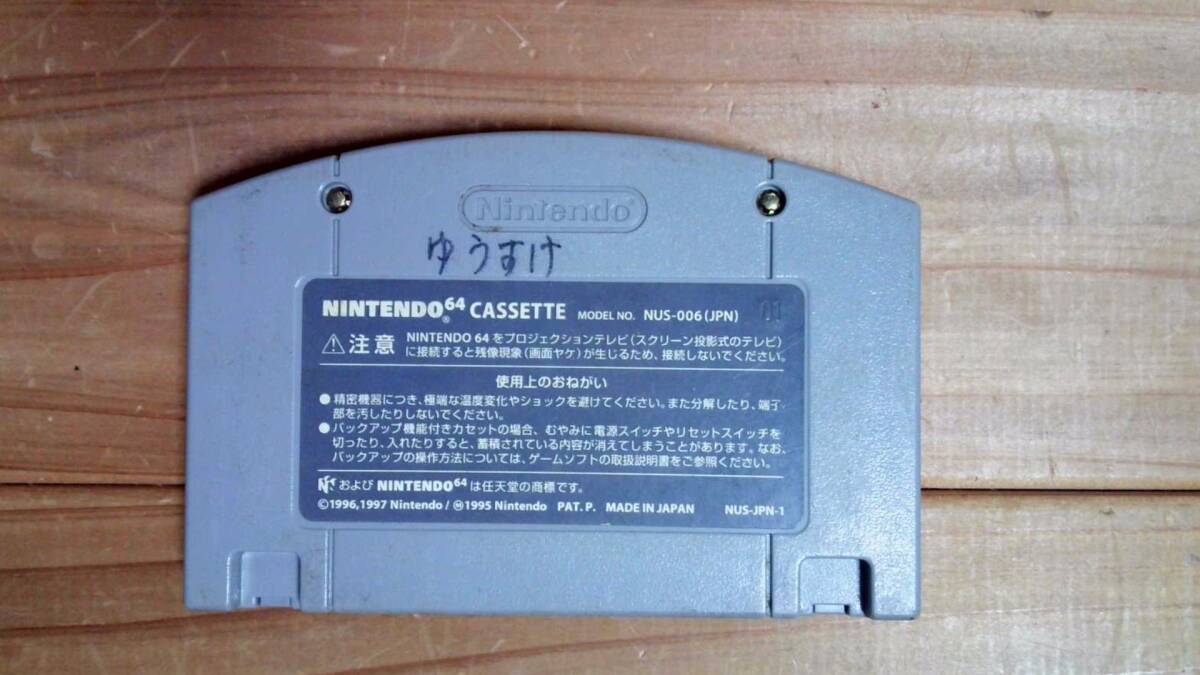 Nintendo
ゆうすけ
NINTENDO64® CASSETTE MODEL NO. NUS-006(JPN) 11
⚠注意 NINTENDO 64をプロジェクションテレビ(スクリーン投影式のテレビ)
に接続すると残像現象(画面ヤケ)が生じるため、接続しないでください。
使用上のおねがい
●精密機器につき、極端な温度変化やショックを避けてください。また分解したり、端子
部を汚したりしないでください。
●バックアップ機能付きカセットの場合、むやみに電源スイッチやリセットスイッチを
切ったり、入れたりすると、蓄積されている内容が消えてしまうことがあります。なお、
バックアップの操作方法については、ゲームソフトの取扱説明書をご参照ください。
および NINTENDO64は任天堂の商標です。
©1996,1997 Nintendo/Ⓜ1995 Nintendo PAT. P. MADE IN JAPAN NUS-JPN-1